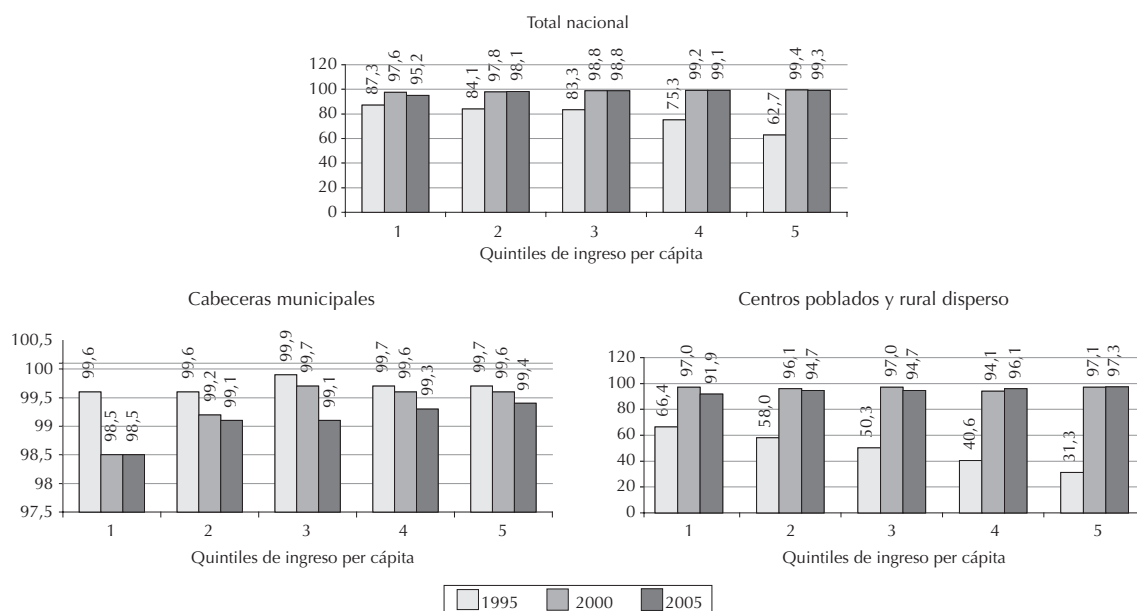 Total nacional
87,3 97,6 95,2 84,1 97,8 98,1 83,3 98,8 98,8 75,3 99,2 99,1 62,7 99,4 99,3
120
100
80
60
40
20
0
1 2 3 4 5
Quintiles de ingreso per cápita
Cabeceras municipales
99,6 98,5 98,5 99,6 99,2 99,1 99,9 99,7 99,1 99,7 99,6 99,3 99,7 99,6 99,4
100,5
100
99,5
99
98,5
98
97,5
1 2 3 4 5
Quintiles de ingreso per cápita
Centros poblados y rural disperso
66,4 97,0 91,9 58,0 96,1 94,7 50,3 97,0 94,7 40,6 94,1 96,1 31,3 97,1 97,3
120
100
80
60
40
20
0
1 2 3 4 5
Quintiles de ingreso per cápita
1995 2000 2005